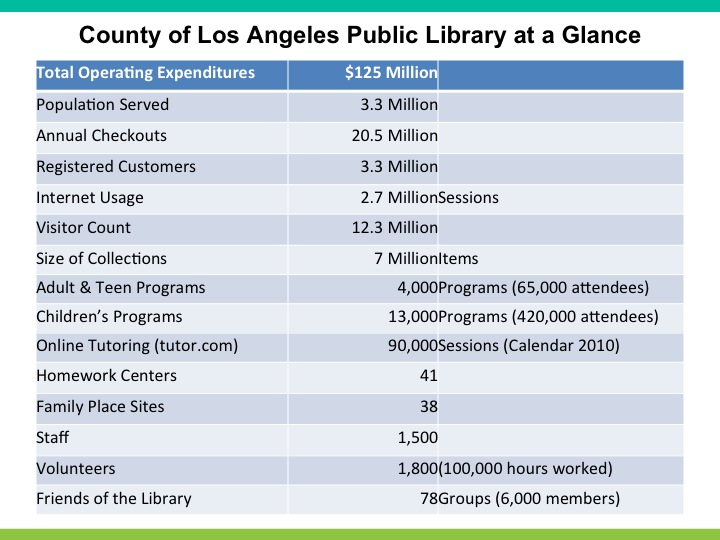 County of Los Angeles Public Library at a Glance
Total Operating Expenditures $125 Million
Population Served 3.3 Million
Annual Checkouts 20.5 Million
Registered Customers 3.3 Million
Internet Usage 2.7 Million Sessions
Visitor Count 12.3 Million
Size of Collections 7 Million Items
Adult & Teen Programs 4,000 Programs (65,000 attendees)
Children’s Programs 13,000 Programs (420,000 attendees)
Online Tutoring (tutor.com) 90,000 Sessions (Calendar 2010)
Homework Centers 41
Family Place Sites 38
Staff 1,500
Volunteers 1,800 (100,000 hours worked)
Friends of the Library 78 Groups (6,000 members)